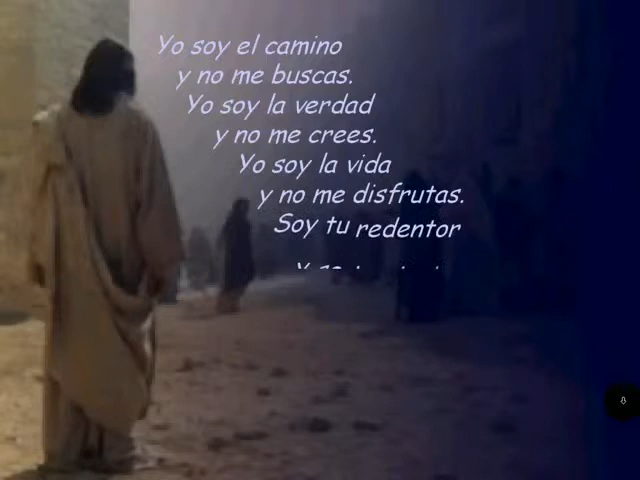 Yo soy el camino
y no me buscas.
Yo soy la verdad
y no me crees.
Yo soy la vida
y no me disfrutas.
Soy tu redentor